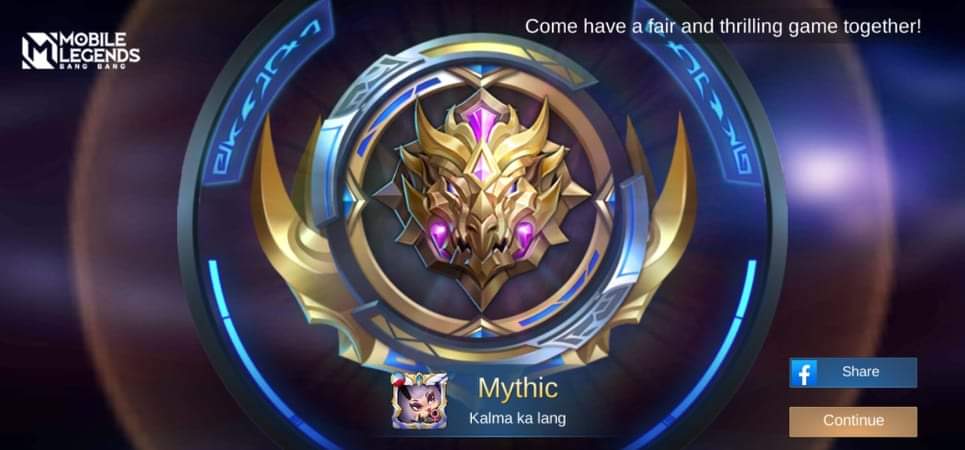 Come have a fair and thrilling game together!
MOBILE
LEGENDS
BANG BANG
Mythic
Kalma ka lang
Share
Continue